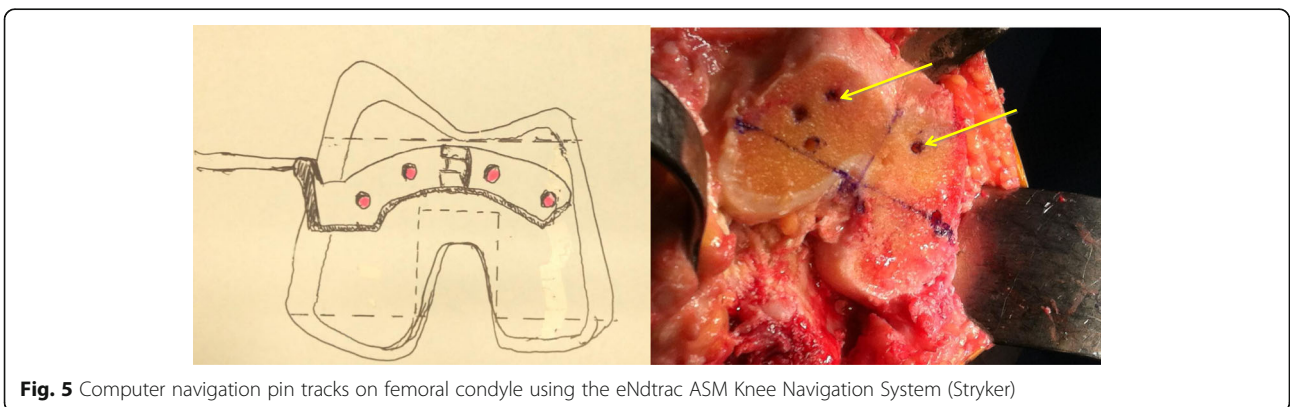 Fig. 5 Computer navigation pin tracks on femoral condyle using the eNdtrac ASM Knee Navigation System (Stryker)